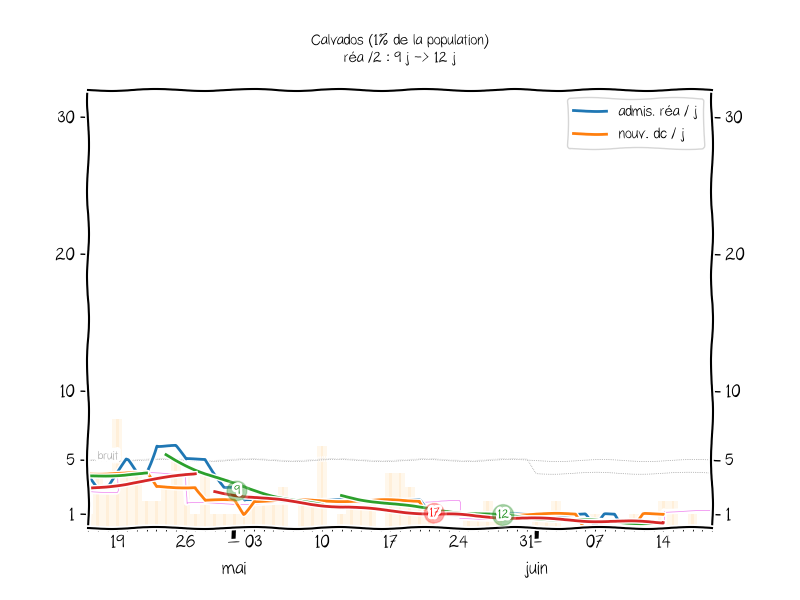 Calvados (1% de la population)
réa /2 : 9 j -> 12 j
admis. réa / j
nouv. dc / j
30
30
20
20
10
10
bruit
5
5
9
17
12
1
1
19 26 03 10 17 24 31 07 14
mai juin